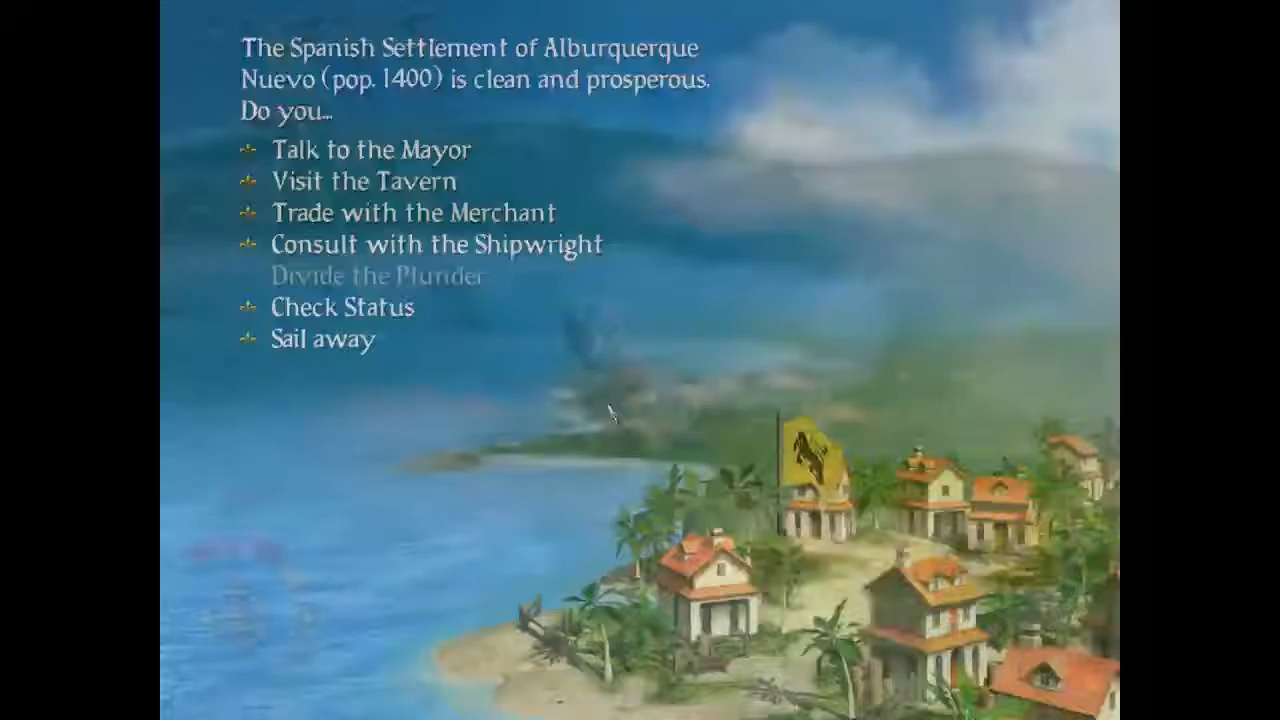 The Spanish Settlement of Alburquerque
Nuevo (pop. 1400) is clean and prosperous.
Do you...
Talk to the Mayor
Visit the Tavern
Trade with the Merchant
Consult with the Shipwright
Divide the Plunder
Check Status
Sail away